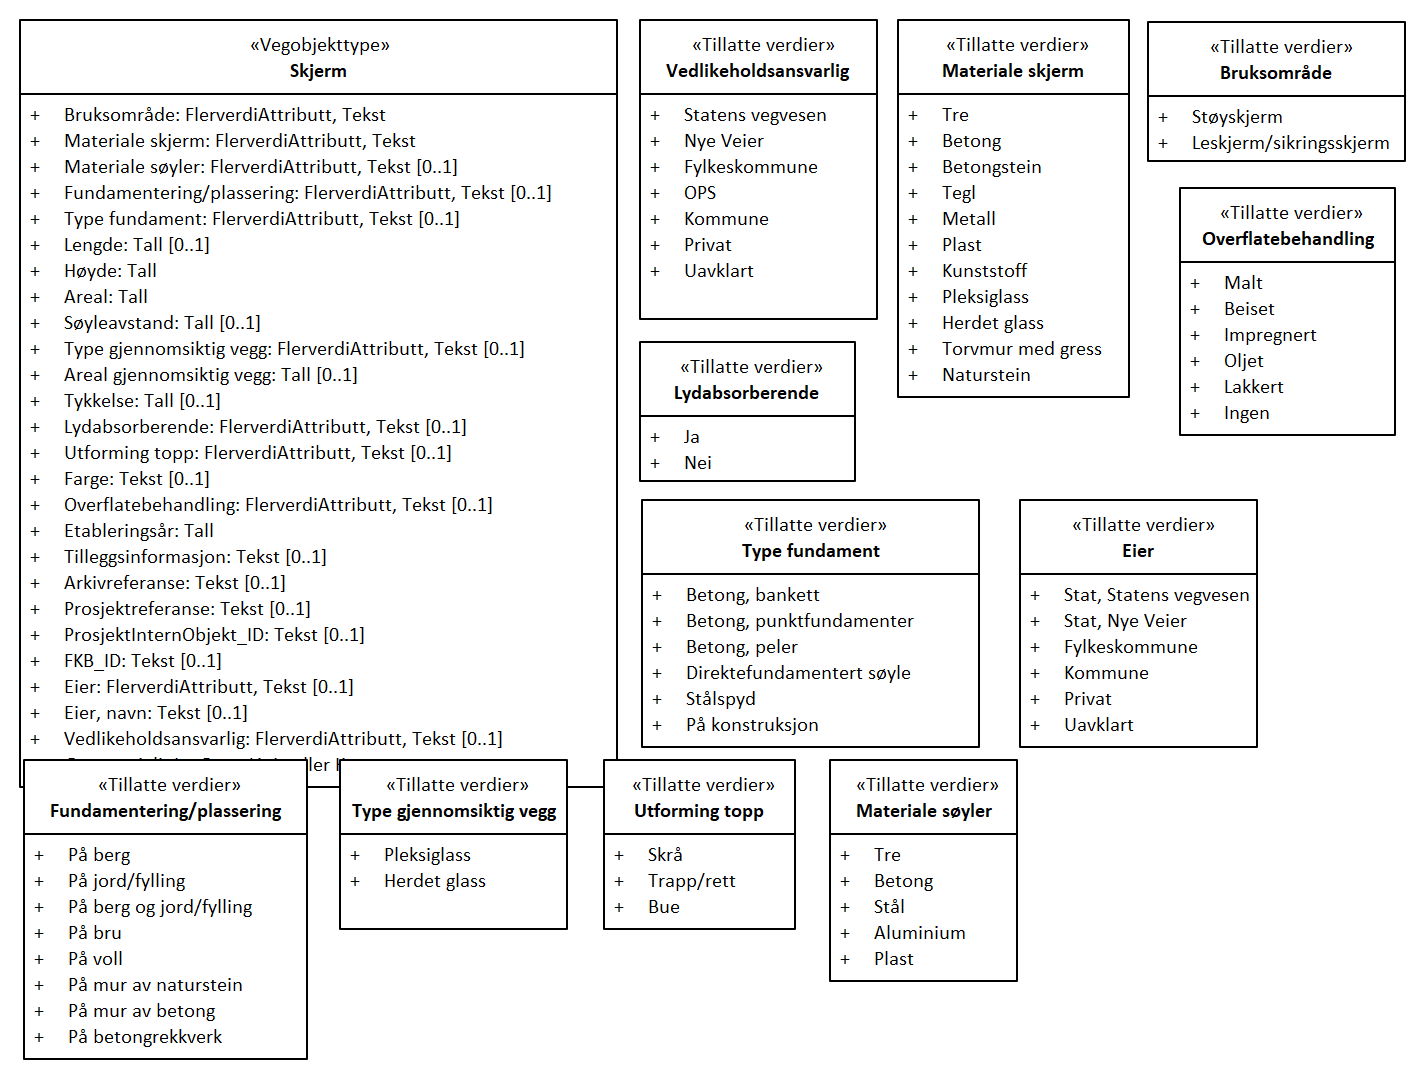 «Vegobjekttype»
Skjerm
+ Bruksområde: FlerverdiAttributt, Tekst
+ Materiale skjerm: FlerverdiAttributt, Tekst
+ Materiale søyler: FlerverdiAttributt, Tekst [0..1]
+ Fundamentering/plassering: FlerverdiAttributt, Tekst [0..1]
+ Type fundament: FlerverdiAttributt, Tekst [0..1]
+ Lengde: Tall [0..1]
+ Høyde: Tall
+ Areal: Tall
+ Søyleavstand: Tall [0..1]
+ Type gjennomsiktig vegg: FlerverdiAttributt, Tekst [0..1]
+ Areal gjennomsiktig vegg: Tall [0..1]
+ Tykkelse: Tall [0..1]
+ Lydabsorberende: FlerverdiAttributt, Tekst [0..1]
+ Utforming topp: FlerverdiAttributt, Tekst [0..1]
+ Farge: Tekst [0..1]
+ Overflatebehandling: FlerverdiAttributt, Tekst [0..1]
+ Etableringsår: Tall
+ Tilleggsinformasjon: Tekst [0..1]
+ Arkivreferanse: Tekst [0..1]
+ Prosjektreferanse: Tekst [0..1]
+ ProsjektInternObjekt_ID: Tekst [0..1]
+ FKB_ID: Tekst [0..1]
+ Eier: FlerverdiAttributt, Tekst [0..1]
+ Eier, navn: Tekst [0..1]
+ Vedlikeholdsansvarlig: FlerverdiAttributt, Tekst [0..1]
«Tillatte verdier»
Vedlikeholdsansvarlig
+ Statens vegvesen
+ Nye Veier
+ Fylkeskommune
+ OPS
+ Kommune
+ Privat
+ Uavklart
«Tillatte verdier»
Materiale skjerm
+ Tre
+ Betong
+ Betongstein
+ Tegl
+ Metall
+ Plast
+ Kunststoff
+ Pleksiglass
+ Herdet glass
+ Torvmur med gress
+ Naturstein
«Tillatte verdier»
Bruksområde
+ Støyskjerm
+ Leskjerm/sikringsskjerm
«Tillatte verdier»
Overflatebehandling
+ Malt
+ Beiset
+ Impregnert
+ Oljet
+ Lakkert
+ Ingen
«Tillatte verdier»
Lydabsorberende
+ Ja
+ Nei
«Tillatte verdier»
Type fundament
+ Betong, bankett
+ Betong, punktfundamenter
+ Betong, peler
+ Direktefundamentert søyle
+ Stålspyd
+ På konstruksjon
«Tillatte verdier»
Eier
+ Stat, Statens vegvesen
+ Stat, Nye Veier
+ Fylkeskommune
+ Kommune
+ Privat
+ Uavklart
«Tillatte verdier»
Fundamentering/plassering
+ På berg
+ På jord/fylling
+ På berg og jord/fylling
+ På bru
+ På voll
+ På mur av naturstein
+ På mur av betong
+ På betongrekkverk
«Tillatte verdier»
Type gjennomsiktig vegg
+ Pleksiglass
+ Herdet glass
«Tillatte verdier»
Utforming topp
+ Skrå
+ Trapp/rett
+ Bue
«Tillatte verdier»
Materiale søyler
+ Tre
+ Betong
+ Stål
+ Aluminium
+ Plast